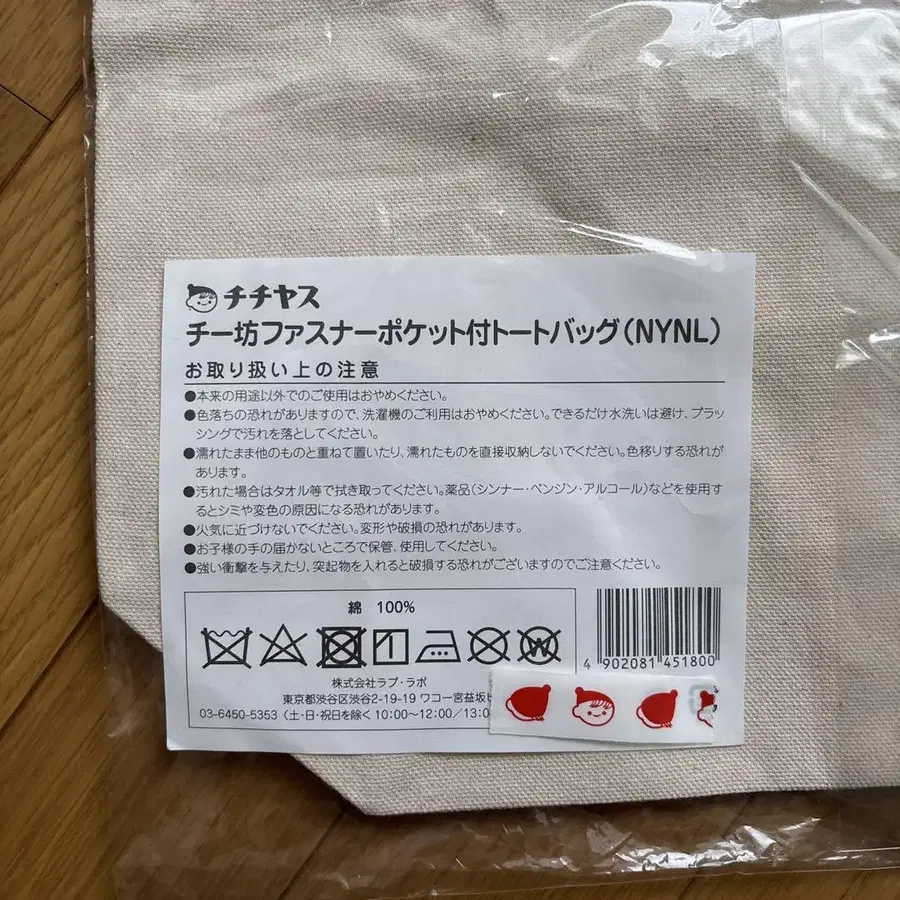 チチヤス
チー坊ファスナーポケット付トートバッグ(NYNL)
お取り扱い上の注意
●本来の用途以外でのご使用はおやめください。
●色落ちの恐れがありますので、洗濯機のご利用はおやめください。できるだけ水洗いは避け、ブラッ
シングで汚れを落としてください。
●濡れたまま他のものと重ねて置いたり、濡れたものを直接収納しないでください。色移りする恐れが
あります。
●汚れた場合はタオル等で拭き取ってください。薬品(シンナー・ベンジン・アルコール)などを使用す
るとシミや変色の原因になる恐れがあります。
●火気に近づけないでください。変形や破損の恐れがあります。
●お子様の手の届かないところで保管、使用してください。
●強い衝撃を与えたり、突起物を入れると破損する恐れがございますのでご注意ください。
綿 100%
W
株式会社ラブ・ラボ
東京都渋谷区渋谷2-19-19 ワコー宮益坂
03-6450-5353 (土・日・祝日を除く 10:00~12:00/13:0
4 902081 451800